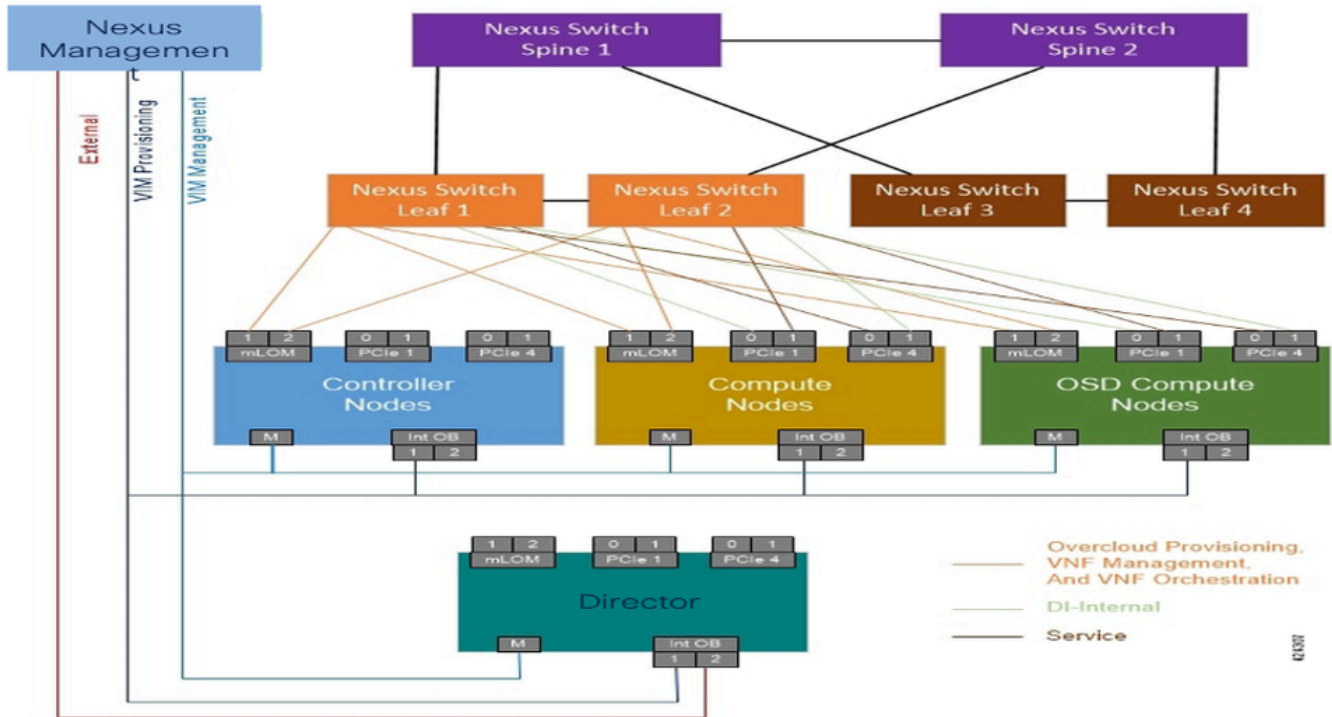 Nexus
Managemen
t
Nexus Switch
Spine 1
Nexus Switch
Spine 2
External
VIM Provisioning
VIM Management
Nexus Switch
Leaf 1
Nexus Switch
Leaf 2
Nexus Switch
Leaf 3
Nexus Switch
Leaf 4
1 2
mLOM
0 1
PCIe 1
0 1
PCIe 4
Controller
Nodes
M
Int OB
1 2
1 2
mLOM
0 1
PCIe 1
0 1
PCIe 4
Compute
Nodes
M
Int OB
1 2
1 2
mLOM
0 1
PCIe 1
0 1
PCIe 4
OSD Compute
Nodes
M
Int OB
1 2
1 2
mLOM
0 1
PCIe 1
0 1
PCIe 4
Director
M
Int OB
1 2
Overcloud Provisioning,
VNF Management,
And VNF Orchestration
DI-Internal
Service
424307